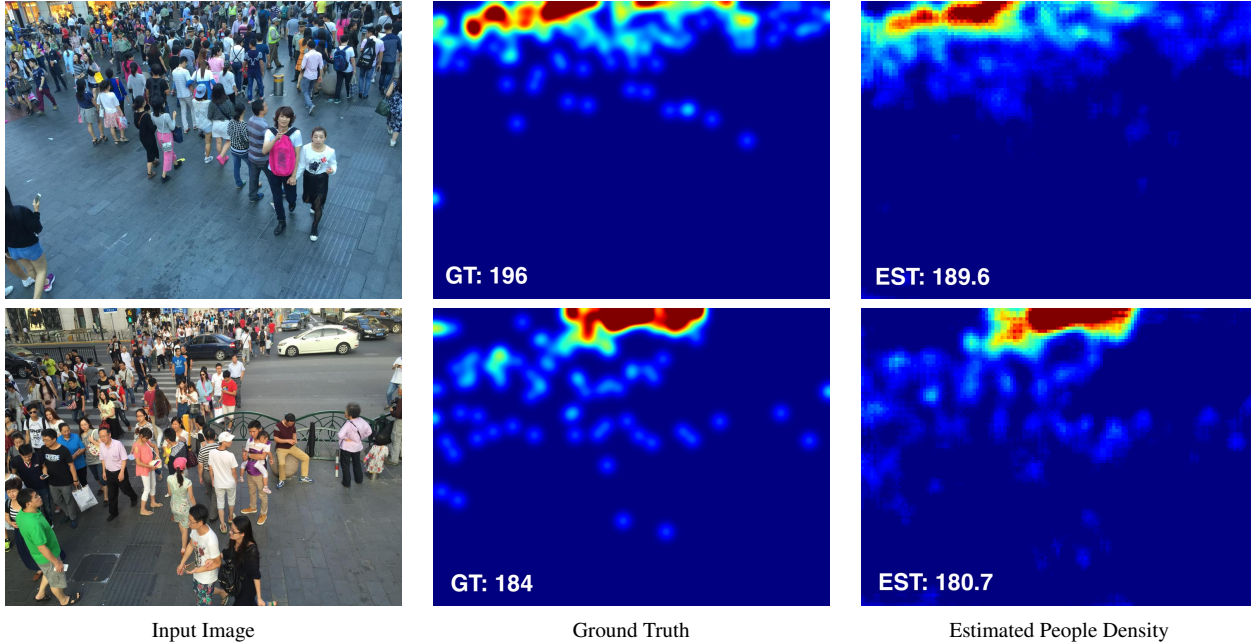 GT: 196
EST: 189.6
GT: 184
EST: 180.7
Input Image
Ground Truth
Estimated People Density